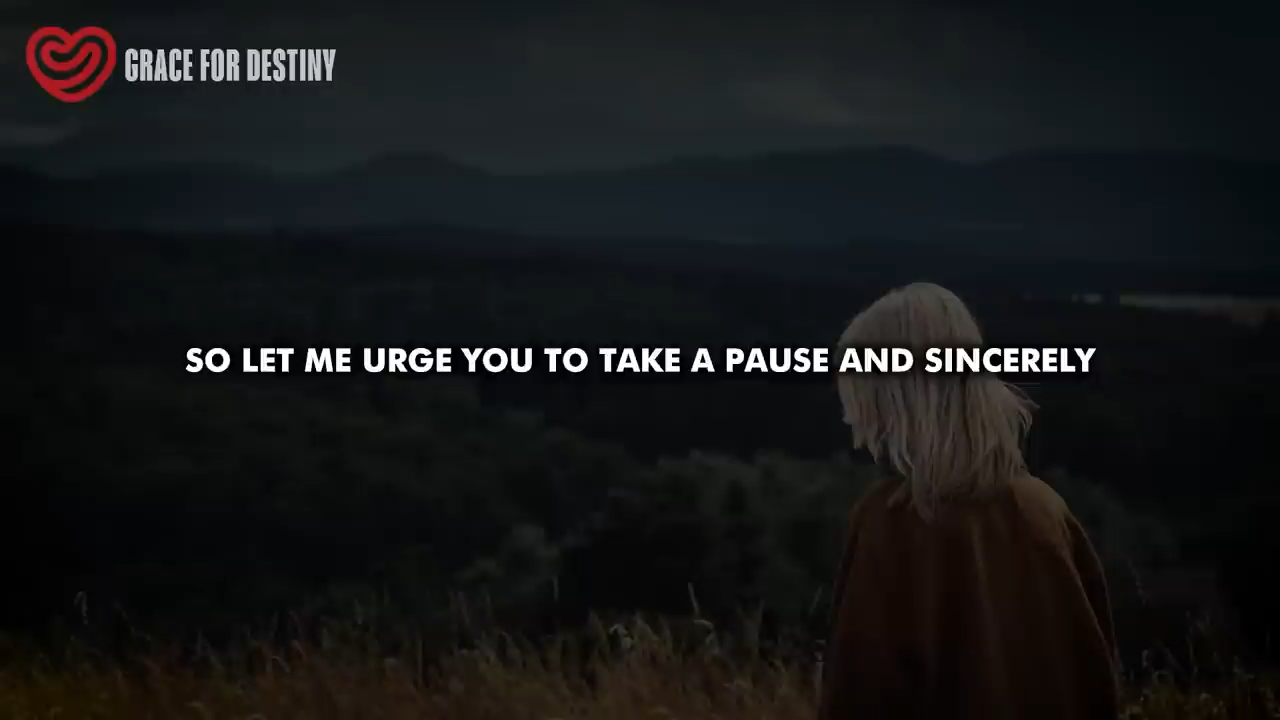 GRACE FOR DESTINY
SO LET ME URGE YOU TO TAKE A PAUSE AND SINCERELY